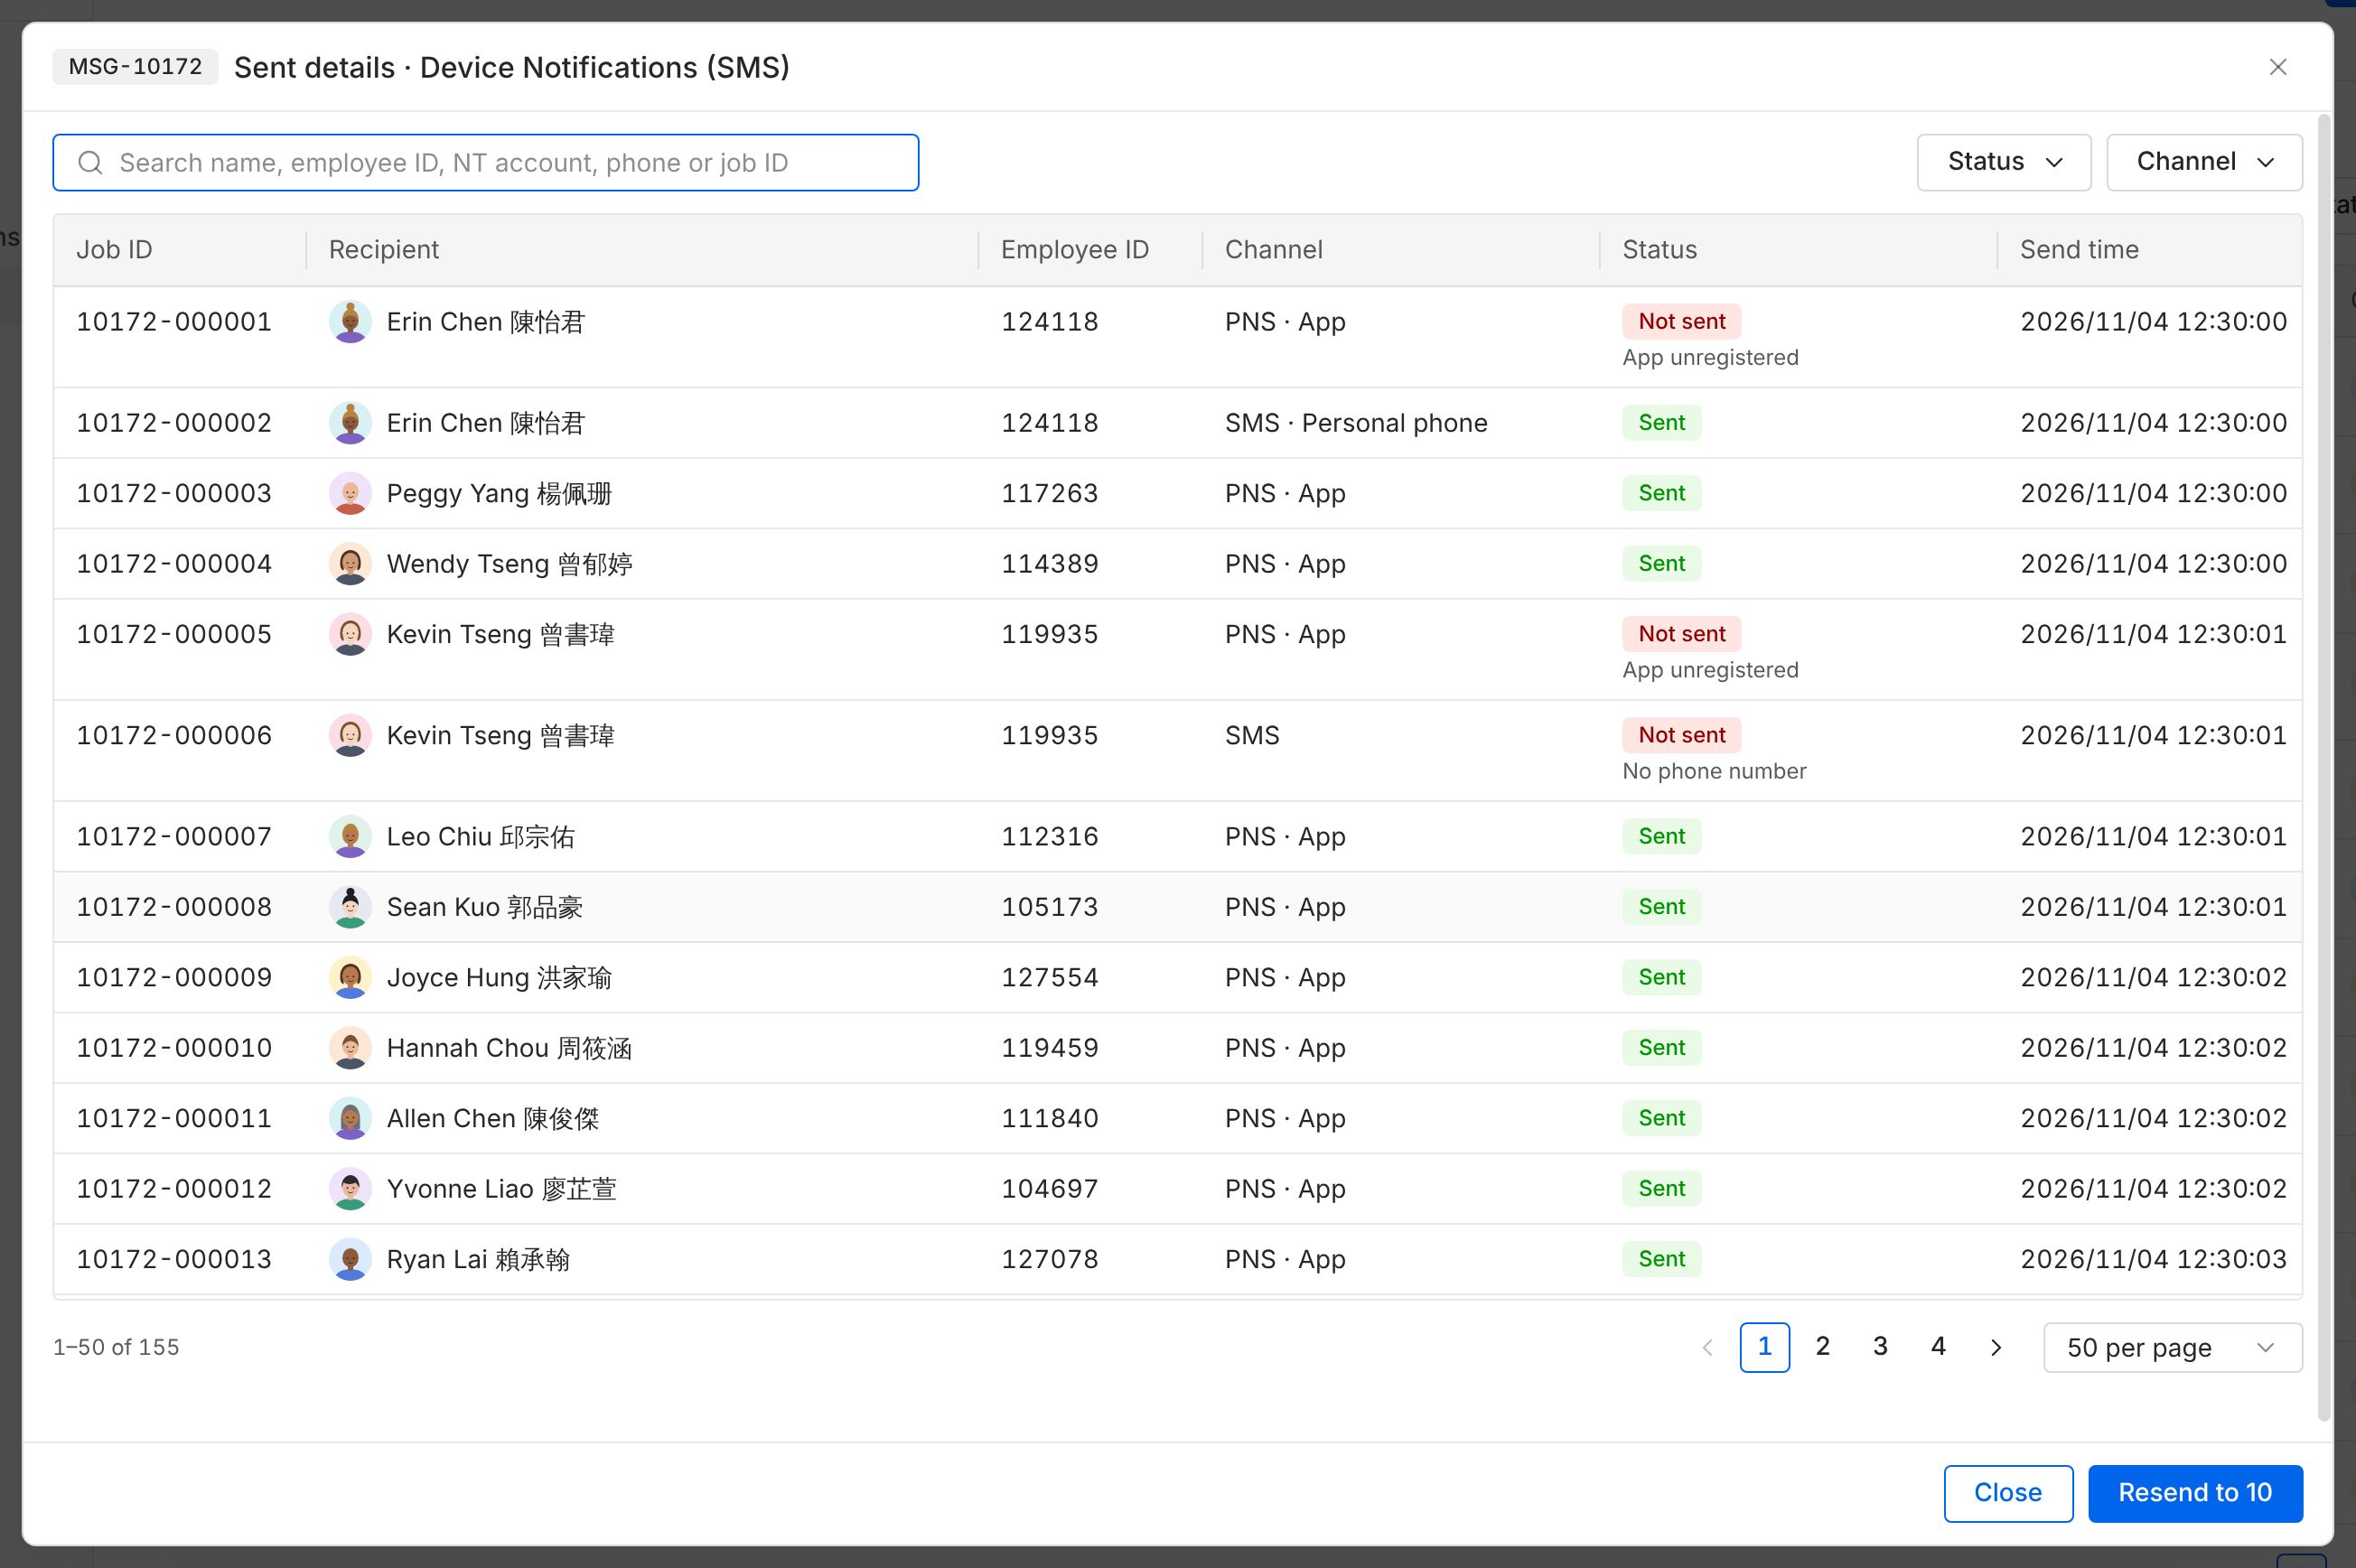 MSG-10172 Sent details · Device Notifications (SMS)
Search name, employee ID, NT account, phone or job ID
Status
Channel
Job ID Recipient Employee ID Channel Status Send time
10172-000001 Erin Chen 陳怡君 124118 PNS · App Not sent 2026/11/04 12:30:00
App unregistered
10172-000002 Erin Chen 陳怡君 124118 SMS · Personal phone Sent 2026/11/04 12:30:00
10172-000003 Peggy Yang 楊佩珊 117263 PNS · App Sent 2026/11/04 12:30:00
10172-000004 Wendy Tseng 曾郁婷 114389 PNS · App Sent 2026/11/04 12:30:00
10172-000005 Kevin Tseng 曾書瑋 119935 PNS · App Not sent 2026/11/04 12:30:01
App unregistered
10172-000006 Kevin Tseng 曾書瑋 119935 SMS Not sent 2026/11/04 12:30:01
No phone number
10172-000007 Leo Chiu 邱宗佑 112316 PNS · App Sent 2026/11/04 12:30:01
10172-000008 Sean Kuo 郭品豪 105173 PNS · App Sent 2026/11/04 12:30:01
10172-000009 Joyce Hung 洪家瑜 127554 PNS · App Sent 2026/11/04 12:30:02
10172-000010 Hannah Chou 周筱涵 119459 PNS · App Sent 2026/11/04 12:30:02
10172-000011 Allen Chen 陳俊傑 111840 PNS · App Sent 2026/11/04 12:30:02
10172-000012 Yvonne Liao 廖芷萱 104697 PNS · App Sent 2026/11/04 12:30:02
10172-000013 Ryan Lai 賴承翰 127078 PNS · App Sent 2026/11/04 12:30:03
1–50 of 155
1 2 3 4
50 per page
Close
Resend to 10